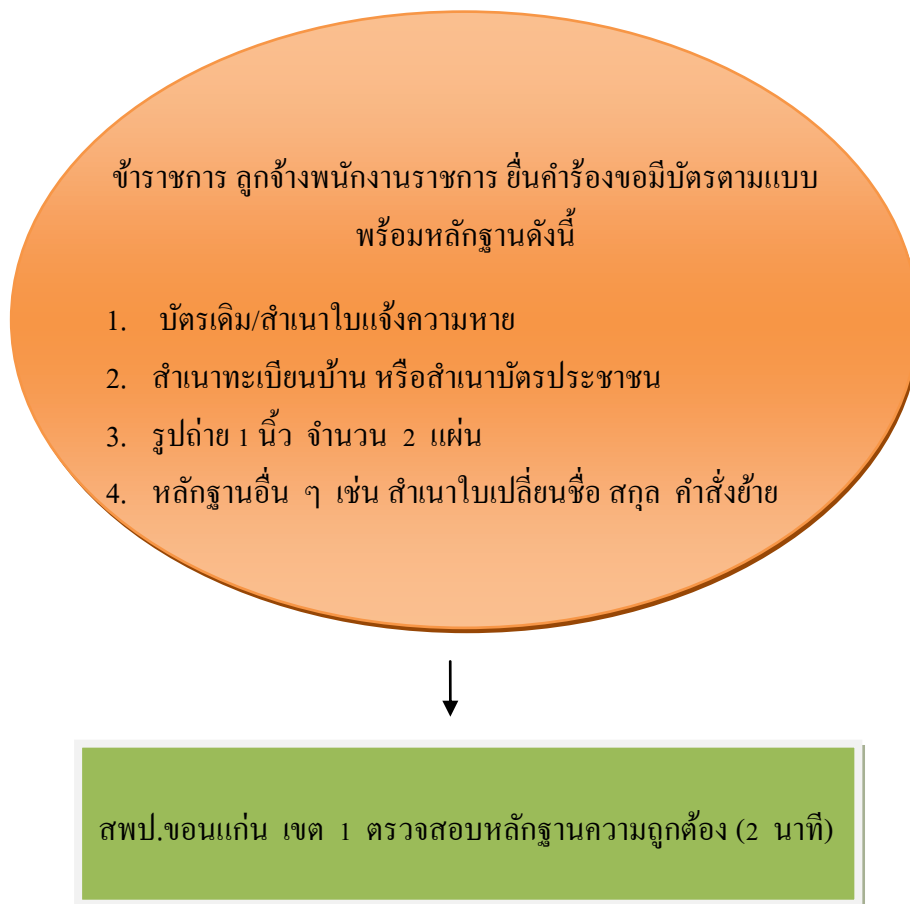 ข้าราชการ ลูกจ้างพนักงานราชการ ยื่นคำร้องขอมีบัตรตามแบบ
พร้อมหลักฐานดังนี้
1. บัตรเดิม/สำเนาใบแจ้งความหาย
2. สำเนาทะเบียนบ้าน หรือสำเนาบัตรประชาชน
3. รูปถ่าย 1 นิ้ว จำนวน 2 แผ่น
4. หลักฐานอื่น ๆ เช่น สำเนาใบเปลี่ยนชื่อ สกุล คำสั่งย้าย
สพป.ขอนแก่น เขต 1 ตรวจสอบหลักฐานความถูกต้อง (2 นาที)